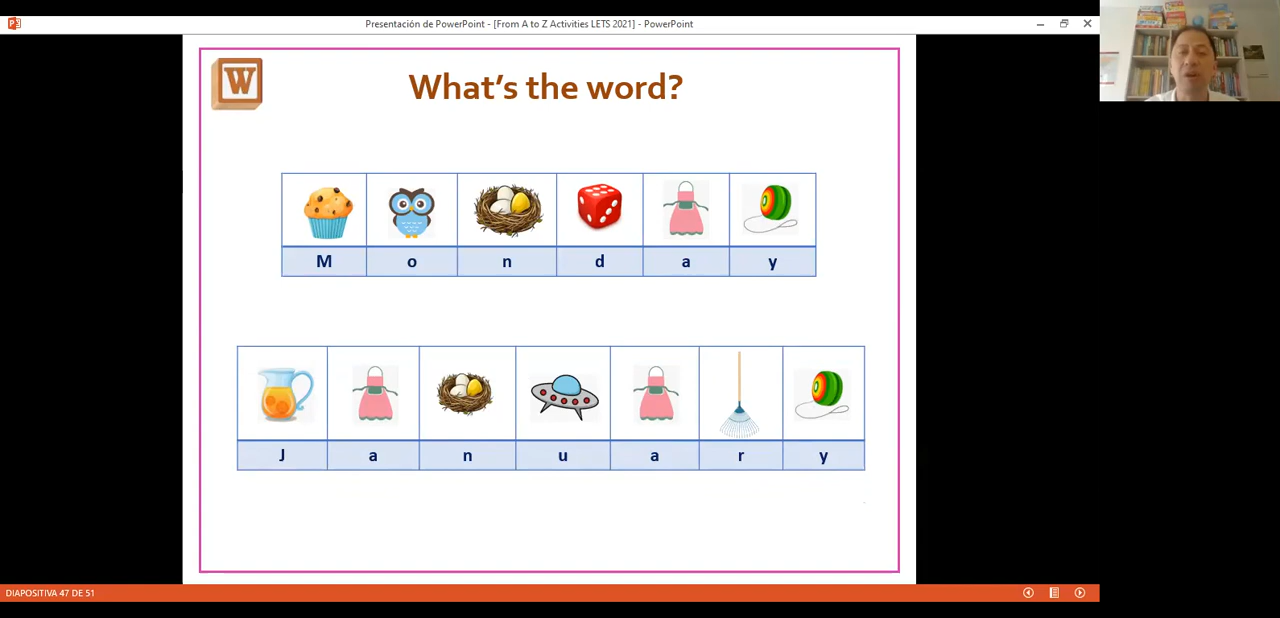 Presentación de PowerPoint - [From A to Z Activities LETS 2021] - PowerPoint
W
What's the word?
M o n d a y
J a n u a r y
DIAPOSITIVA 47 DE 51